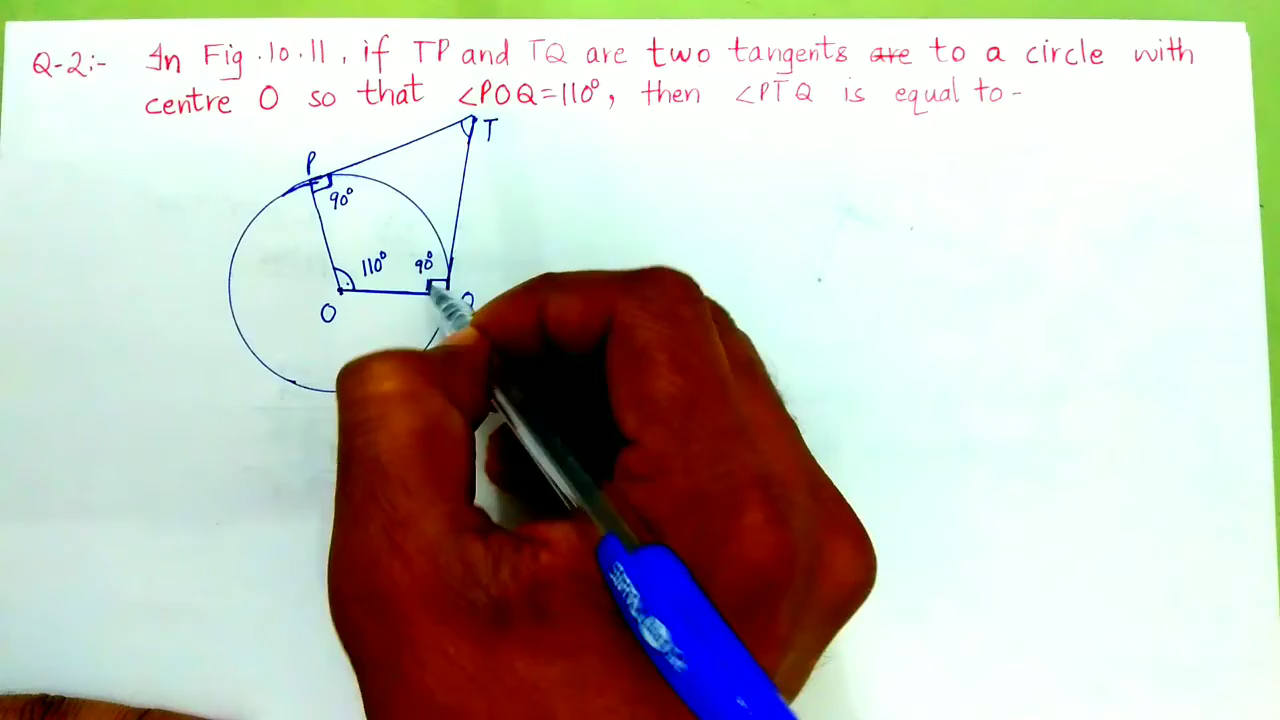 Q-2:- In Fig.10.11, if TP and TQ are two tangents are to a circle with
centre O so that ∠POQ=110°, then ∠PTQ is equal to-
T
P
90°
110° 90°
O